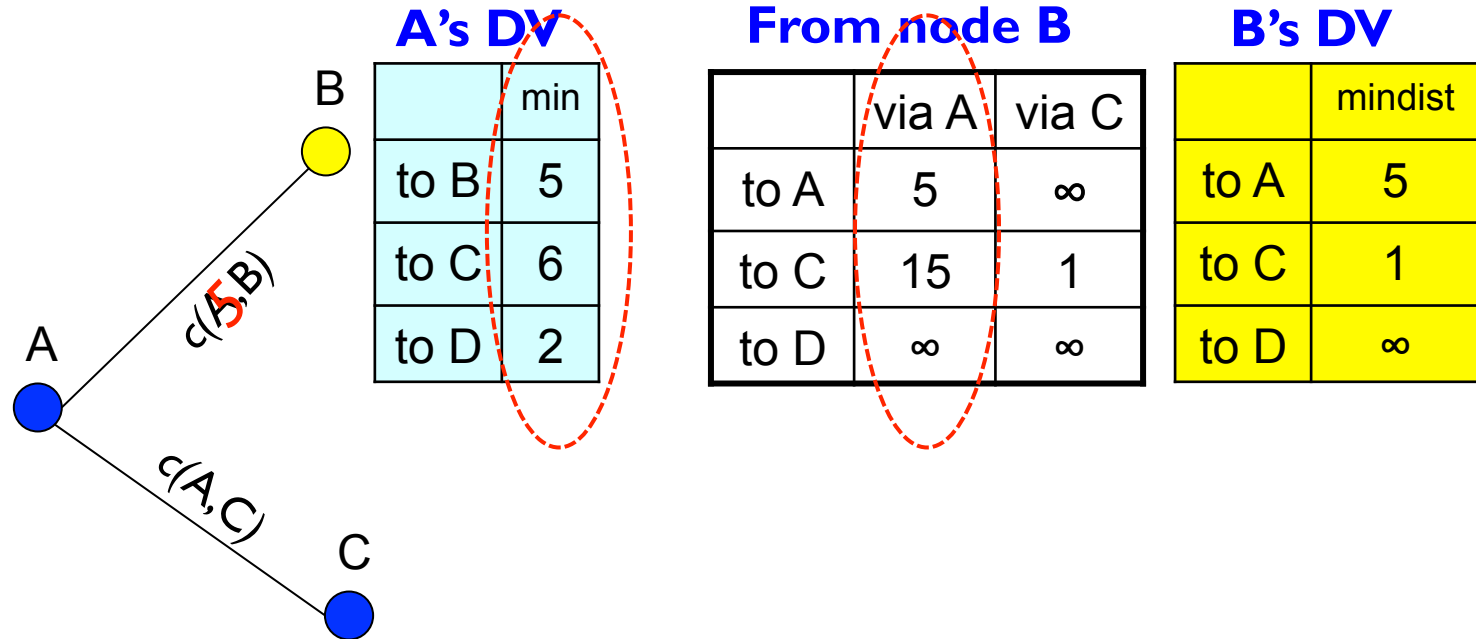 A's DV
min
to B 5
to C 6
to D 2
From node B
via A via C
to A 5 ∞
to C 15 1
to D ∞ ∞
B's DV
mindist
to A 5
to C 1
to D ∞
B
c(A,B)
5
A
c(A,C)
C